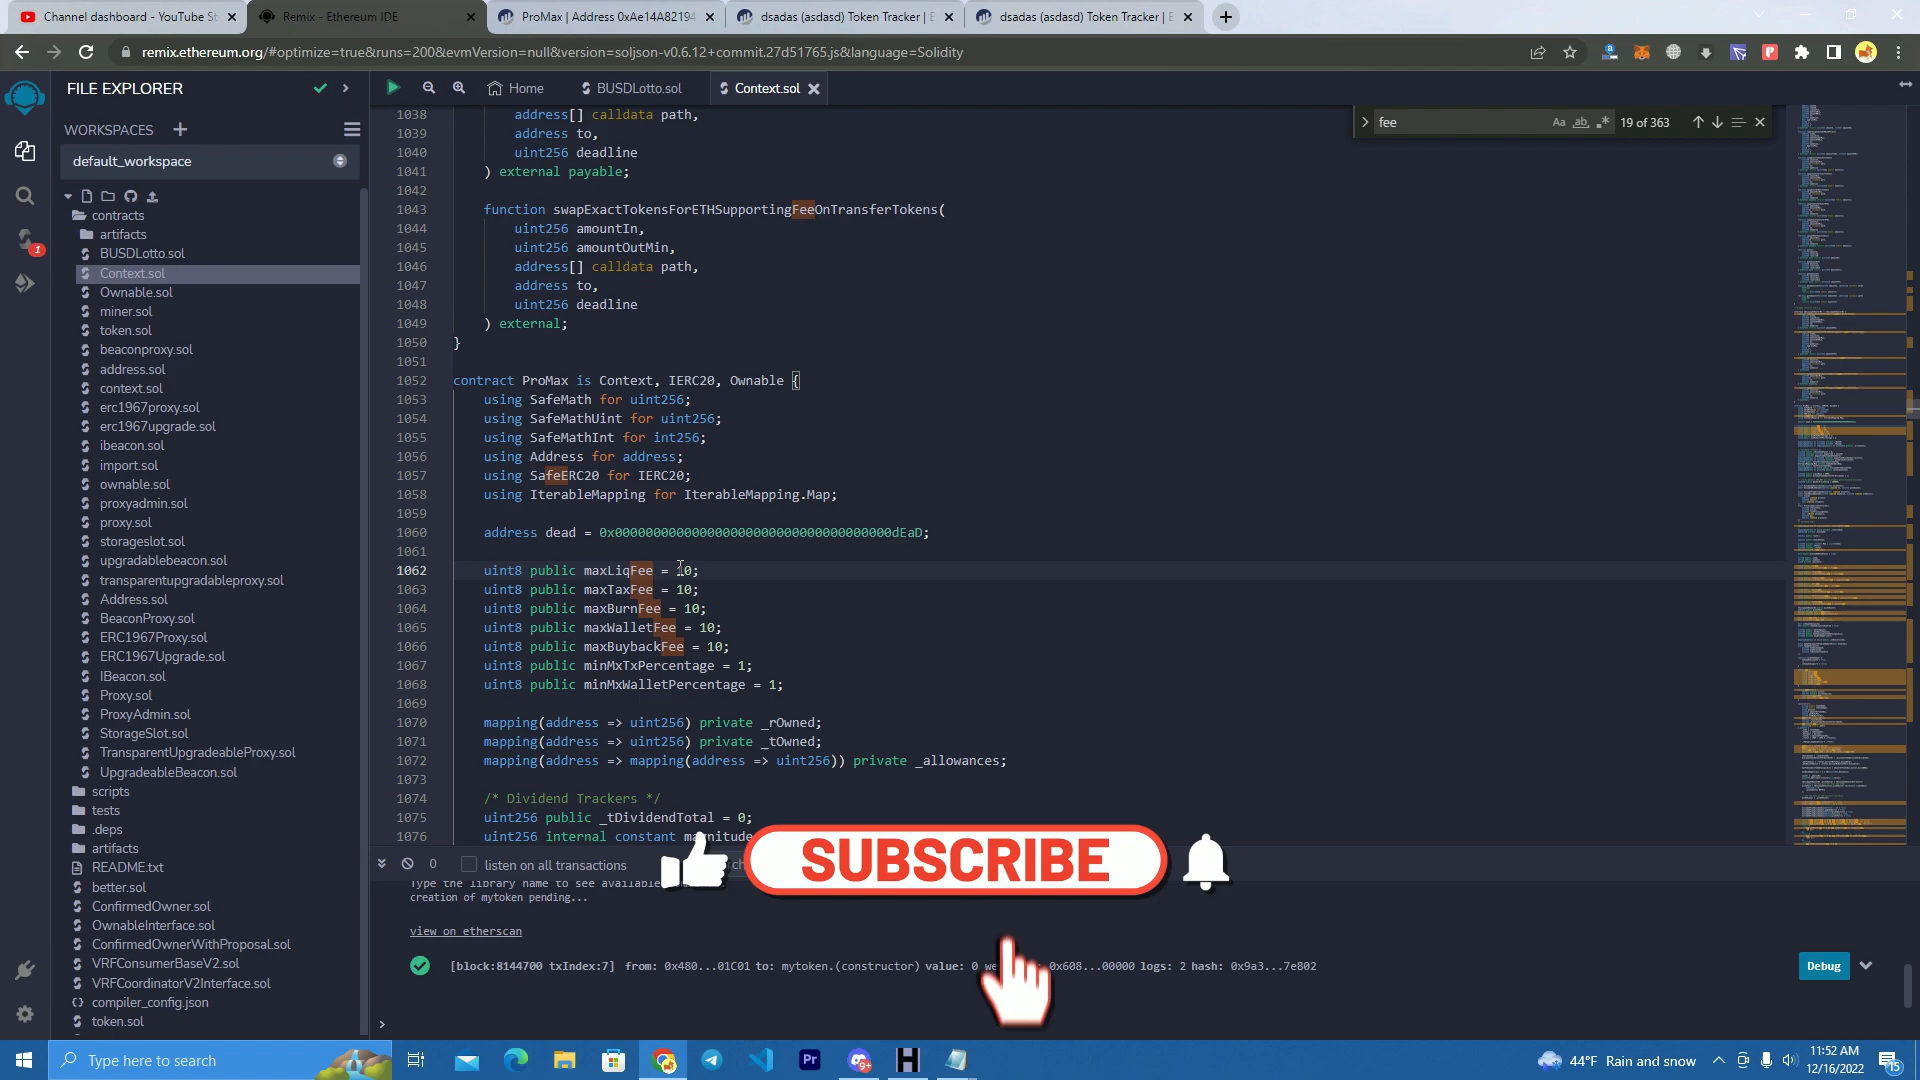 Channel dashboard - YouTube St
Remix - Ethereum IDE
ProMax | Address 0xAe14A82194
dsadas (asdasd) Token Tracker | E
dsadas (asdasd) Token Tracker | E
remix.ethereum.org/#optimize=true&runs=200&evmVersion=null&version=soljson-v0.6.12+commit.27d51765.js&language=Solidity
FILE EXPLORER
Home
BUSDLotto.sol
Context.sol
WORKSPACES
default_workspace
fee
Aa
ab
19 of 363
contracts
artifacts
BUSDLotto.sol
Context.sol
Ownable.sol
miner.sol
token.sol
beaconproxy.sol
address.sol
context.sol
erc1967proxy.sol
erc1967upgrade.sol
ibeacon.sol
import.sol
ownable.sol
proxyadmin.sol
proxy.sol
storageslot.sol
upgradablebeacon.sol
transparentupgradableproxy.sol
Address.sol
BeaconProxy.sol
ERC1967Proxy.sol
ERC1967Upgrade.sol
IBeacon.sol
Proxy.sol
ProxyAdmin.sol
StorageSlot.sol
TransparentUpgradeableProxy.sol
UpgradeableBeacon.sol
scripts
tests
.deps
artifacts
README.txt
better.sol
ConfirmedOwner.sol
OwnableInterface.sol
ConfirmedOwnerWithProposal.sol
VRFConsumerBaseV2.sol
VRFCoordinatorV2Interface.sol
compiler_config.json
token.sol
1
1038 address[] calldata path,
1039 address to,
1040 uint256 deadline
1041 ) external payable;
1042
1043 function swapExactTokensForETHSupportingFeeOnTransferTokens(
1044 uint256 amountIn,
1045 uint256 amountOutMin,
1046 address[] calldata path,
1047 address to,
1048 uint256 deadline
1049 ) external;
1050 }
1051
1052 contract ProMax is Context, IERC20, Ownable {
1053 using SafeMath for uint256;
1054 using SafeMathUint for uint256;
1055 using SafeMathInt for int256;
1056 using Address for address;
1057 using SafeERC20 for IERC20;
1058 using IterableMapping for IterableMapping.Map;
1059
1060 address dead = 0x000000000000000000000000000000000000dEaD;
1061
1062 uint8 public maxLiqFee = 10;
1063 uint8 public maxTaxFee = 10;
1064 uint8 public maxBurnFee = 10;
1065 uint8 public maxWalletFee = 10;
1066 uint8 public maxBuybackFee = 10;
1067 uint8 public minMxTxPercentage = 1;
1068 uint8 public minMxWalletPercentage = 1;
1069
1070 mapping(address => uint256) private _rOwned;
1071 mapping(address => uint256) private _tOwned;
1072 mapping(address => mapping(address => uint256)) private _allowances;
1073
1074 /* Dividend Trackers */
1075 uint256 public _tDividendTotal = 0;
1076 uint256 internal constant magnitude
SUBSCRIBE
0 listen on all transactions
Type the library name to see available
creation of mytoken pending...
view on etherscan
[block:8144700 txIndex:7] from: 0x480...01C01 to: mytoken.(constructor) value: 0 0x608...00000 logs: 2 hash: 0x9a3...7e802
Debug
>
Type here to search
Pr
9+
H
44°F Rain and snow
11:52 AM
12/16/2022
15